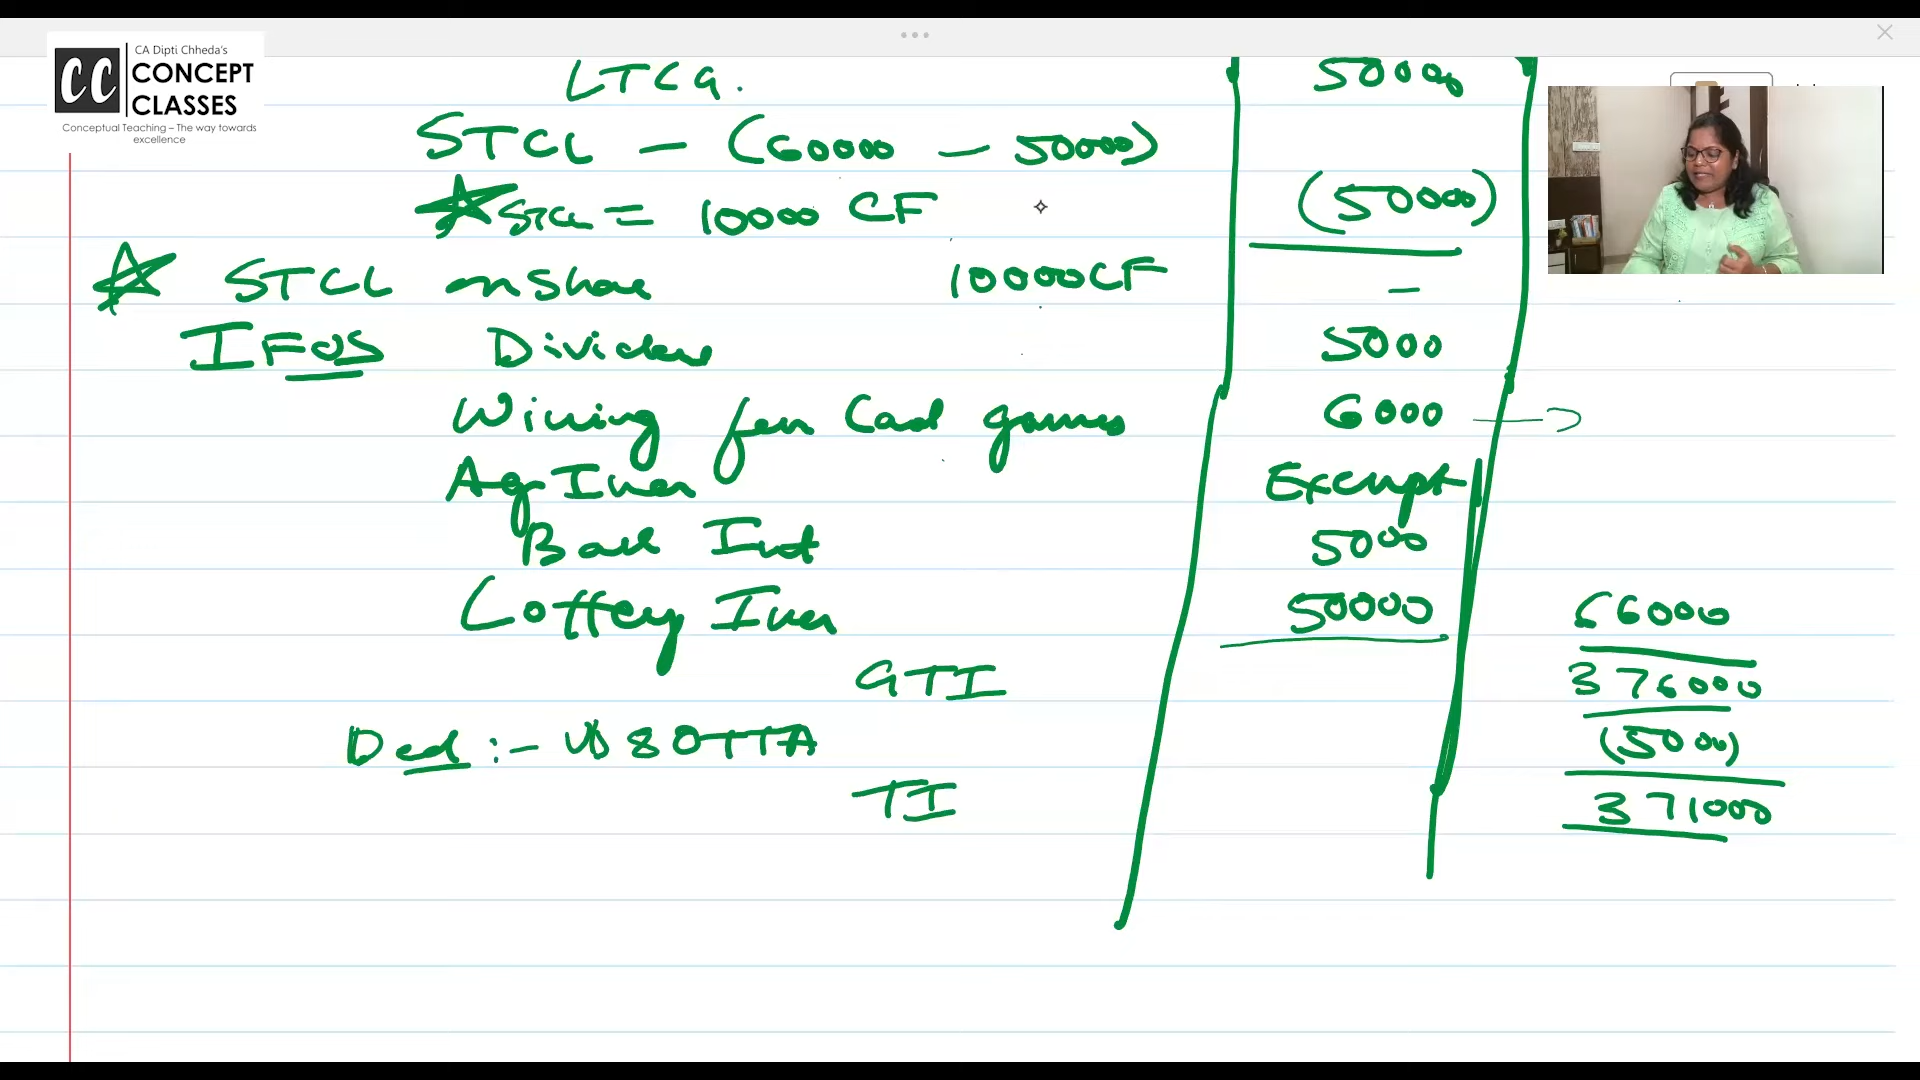 CA Dipti Chheda's
CC CONCEPT
CLASSES
Conceptual Teaching – The way towards
excellence
LTCG. 50000
STCL – (60000 – 50000)
STCL = 10000 CF (50000)
STCL on Share 10000 CF –
IFOS Dividend 5000
Wining from Card games 6000 →
Ag Income Exempt
Bank Int 5000
Lottery Income 50000 66000
GTI 376000
Ded :- US 80TTA (5000)
TI 371000